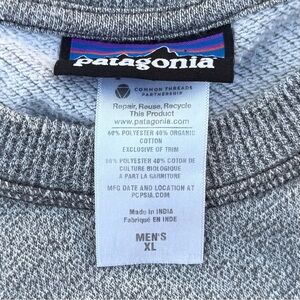 patagonia
COMMON THREADS
PARTNERSHIP
Repair, Reuse, Recycle
This Product
www.patagonia.com
60% POLYESTER 40% ORGANIC
COTTON
EXCLUSIVE OF TRIM
60% POLYESTER 40% COTON DE
CULTURE BIOLOGIQUE
A PART LA GARNITURE
MFG DATE AND LOCATION AT
PCPSIA.COM
Made in INDIA
Fabriqué EN INDE
MEN'S
XL